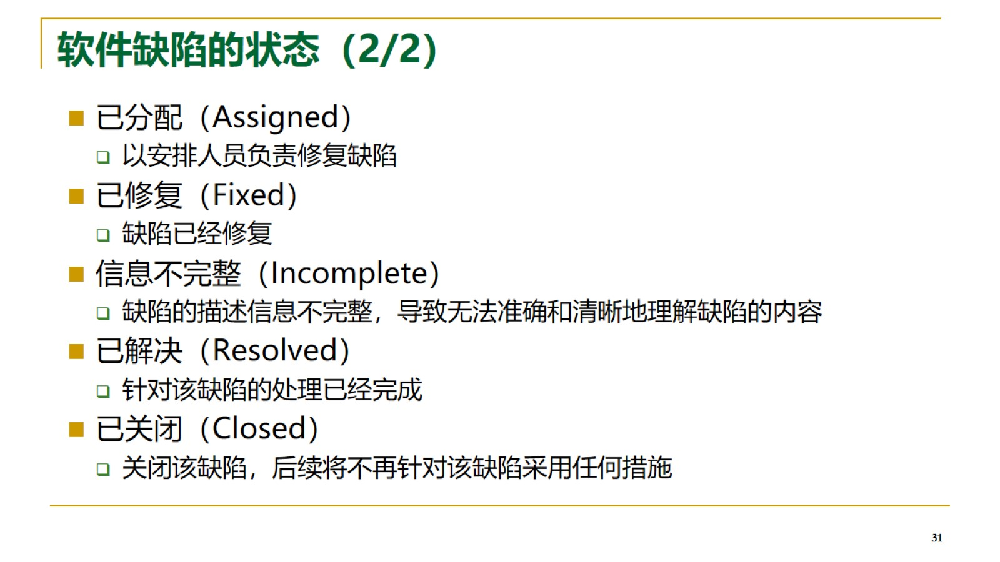 软件缺陷的状态（2/2）
已分配（Assigned）
以安排人员负责修复缺陷
已修复（Fixed）
缺陷已经修复
信息不完整（Incomplete）
缺陷的描述信息不完整，导致无法准确和清晰地理解缺陷的内容
已解决（Resolved）
针对该缺陷的处理已经完成
已关闭（Closed）
关闭该缺陷，后续将不再针对该缺陷采用任何措施
31